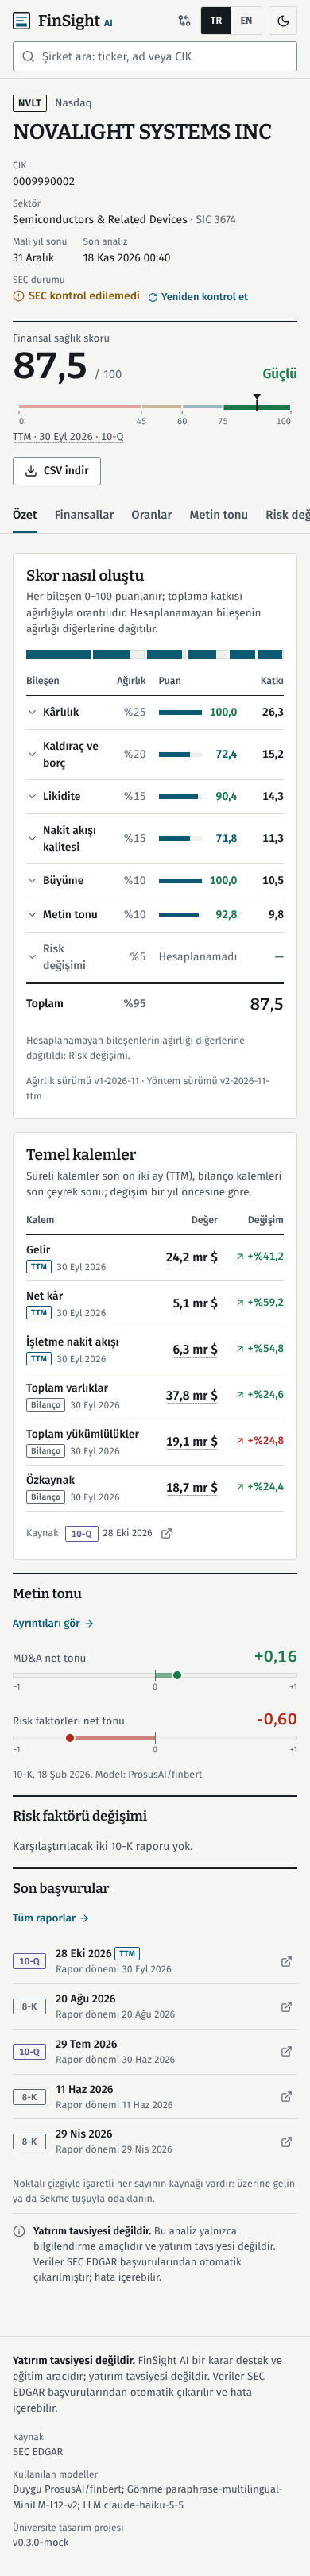 FinSight AI
TR
EN
Şirket ara: ticker, ad veya CIK
NVLT Nasdaq
NOVALIGHT SYSTEMS INC
CIK
0009990002
Sektör
Semiconductors & Related Devices · SIC 3674
Mali yıl sonu Son analiz
31 Aralık 18 Kas 2026 00:40
SEC durumu
SEC kontrol edilemedi Yeniden kontrol et
Finansal sağlık skoru
87,5 / 100 Güçlü
0 45 60 75 100
TTM · 30 Eyl 2026 · 10-Q
CSV indir
Özet Finansallar Oranlar Metin tonu Risk değ
Skor nasıl oluştu
Her bileşen 0–100 puanlanır; toplama katkısı
ağırlığıyla orantılıdır. Hesaplanamayan bileşenin
ağırlığı diğerlerine dağıtılır.
Bileşen Ağırlık Puan Katkı
Kârlılık %25 100,0 26,3
Kaldıraç ve
borç %20 72,4 15,2
Likidite %15 90,4 14,3
Nakit akışı
kalitesi %15 71,8 11,3
Büyüme %10 100,0 10,5
Metin tonu %10 92,8 9,8
Risk
değişimi %5 Hesaplanamadı —
Toplam %95 87,5
Hesaplanamayan bileşenlerin ağırlığı diğerlerine
dağıtıldı: Risk değişimi.
Ağırlık sürümü v1-2026-11 · Yöntem sürümü v2-2026-11-
ttm
Temel kalemler
Süreli kalemler son on iki ay (TTM), bilanço kalemleri
son çeyrek sonu; değişim bir yıl öncesine göre.
Kalem Değer Değişim
Gelir
TTM 30 Eyl 2026 24,2 mr $ +%41,2
Net kâr
TTM 30 Eyl 2026 5,1 mr $ +%59,2
İşletme nakit akışı
TTM 30 Eyl 2026 6,3 mr $ +%54,8
Toplam varlıklar
Bilanço 30 Eyl 2026 37,8 mr $ +%24,6
Toplam yükümlülükler
Bilanço 30 Eyl 2026 19,1 mr $ +%24,8
Özkaynak
Bilanço 30 Eyl 2026 18,7 mr $ +%24,4
Kaynak 10-Q 28 Eki 2026
Metin tonu
Ayrıntıları gör
MD&A net tonu +0,16
−1 0 +1
Risk faktörleri net tonu -0,60
−1 0 +1
10-K, 18 Şub 2026. Model: ProsusAI/finbert
Risk faktörü değişimi
Karşılaştırılacak iki 10-K raporu yok.
Son başvurular
Tüm raporlar
10-Q 28 Eki 2026 TTM
Rapor dönemi 30 Eyl 2026
8-K 20 Ağu 2026
Rapor dönemi 20 Ağu 2026
10-Q 29 Tem 2026
Rapor dönemi 30 Haz 2026
8-K 11 Haz 2026
Rapor dönemi 11 Haz 2026
8-K 29 Nis 2026
Rapor dönemi 29 Nis 2026
Noktalı çizgiyle işaretli her sayının kaynağı vardır: üzerine gelin
ya da Sekme tuşuyla odaklanın.
Yatırım tavsiyesi değildir. Bu analiz yalnızca
bilgilendirme amaçlıdır ve yatırım tavsiyesi değildir.
Veriler SEC EDGAR başvurularından otomatik
çıkarılmıştır; hata içerebilir.
Yatırım tavsiyesi değildir. FinSight AI bir karar destek ve
eğitim aracıdır; yatırım tavsiyesi değildir. Veriler SEC
EDGAR başvurularından otomatik çıkarılır ve hata
içerebilir.
Kaynak
SEC EDGAR
Kullanılan modeller
Duygu ProsusAI/finbert; Gömme paraphrase-multilingual-
MiniLM-L12-v2; LLM claude-haiku-5-5
Üniversite tasarım projesi
v0.3.0-mock